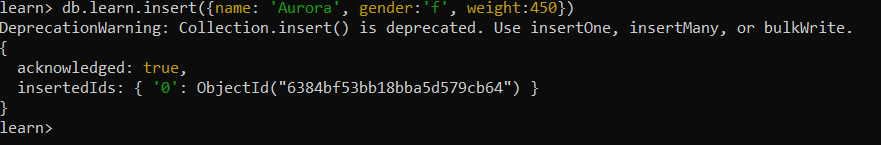 learn> db.learn.insert({name: 'Aurora', gender:'f', weight:450})
DeprecationWarning: Collection.insert() is deprecated. Use insertOne, insertMany, or bulkWrite.
{
  acknowledged: true,
  insertedIds: { '0': ObjectId("6384bf53bb18bba5d579cb64") }
}
learn>